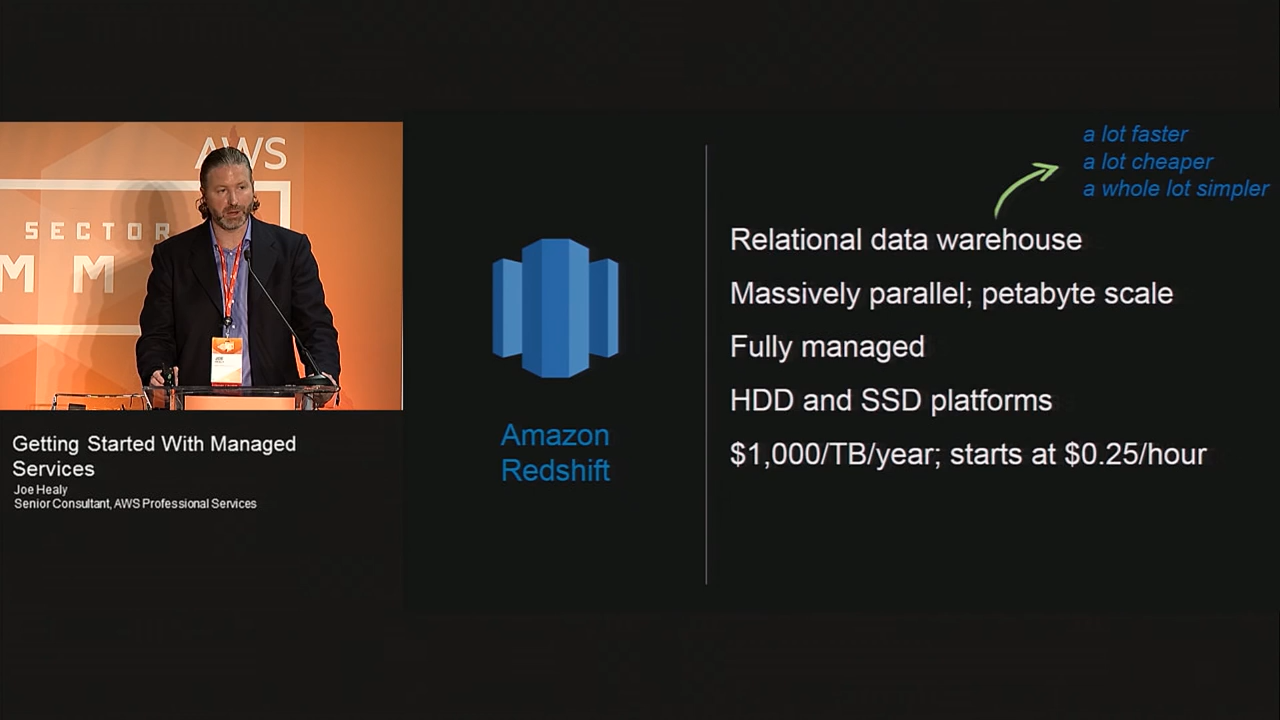 AWS
SECTOR
MM
Getting Started With Managed
Services
Joe Healy
Senior Consultant, AWS Professional Services
Amazon
Redshift
a lot faster
a lot cheaper
a whole lot simpler
Relational data warehouse
Massively parallel; petabyte scale
Fully managed
HDD and SSD platforms
$1,000/TB/year; starts at $0.25/hour